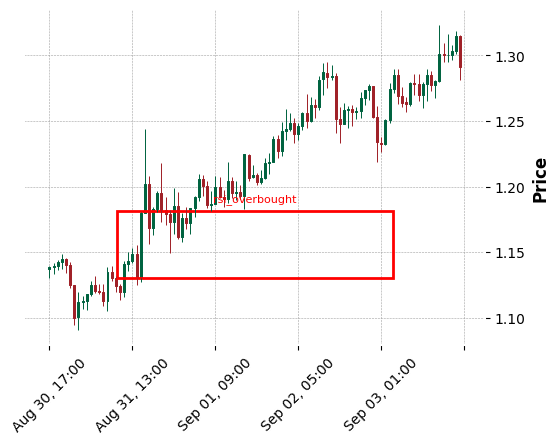 1.30
1.25
rsi_overbought
1.20
1.15
1.10
Price
Aug 30, 17:00
Aug 31, 13:00
Sep 01, 09:00
Sep 02, 05:00
Sep 03, 01:00